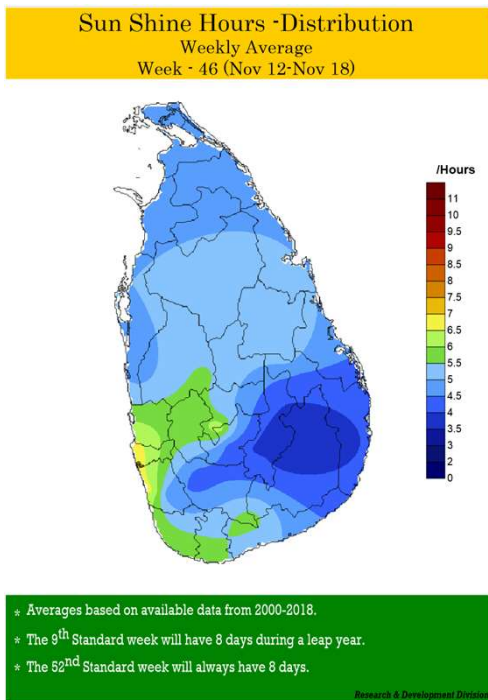 Sun Shine Hours -Distribution
Weekly Average
Week - 46 (Nov 12-Nov 18)
/Hours
11
10
9.5
9
8.5
8
7.5
7
6.5
6
5.5
5
4.5
4
3.5
3
2
0
* Averages based on available data from 2000-2018.
* The 9th Standard week will have 8 days during a leap year.
* The 52nd Standard week will always have 8 days.
Research & Development Division